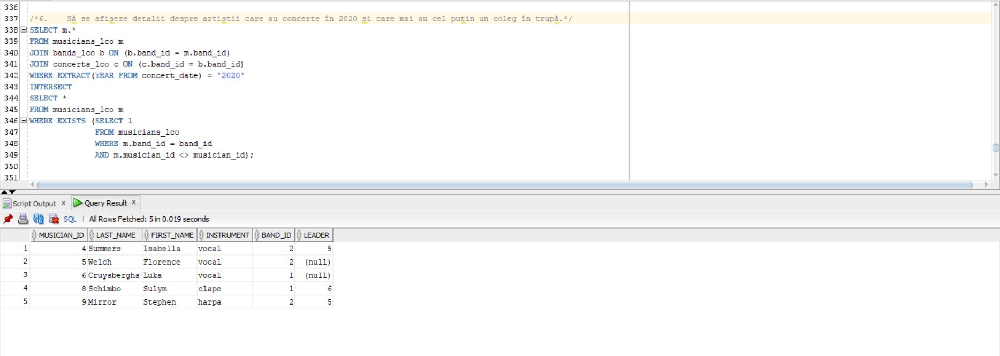 336
337 /*6.    Să se afișeze detalii despre artiștii care au concerte în 2020 și care mai au cel puțin un coleg în trupă.*/
338 SELECT m.*
339 FROM musicians_lco m
340 JOIN bands_lco b ON (b.band_id = m.band_id)
341 JOIN concerts_lco c ON (c.band_id = b.band_id)
342 WHERE EXTRACT(YEAR FROM concert_date) = '2020'
343 INTERSECT
344 SELECT *
345 FROM musicians_lco m
346 WHERE EXISTS (SELECT 1
347 FROM musicians_lco
348 WHERE m.band_id = band_id
349 AND m.musician_id <> musician_id);
350
351
Script Output x Query Result x
SQL | All Rows Fetched: 5 in 0.019 seconds
MUSICIAN_ID LAST_NAME FIRST_NAME INSTRUMENT BAND_ID LEADER
1 4 Summers Isabella vocal 2 5
2 5 Welch Florence vocal 2 (null)
3 6 Cruysberghs Luka vocal 1 (null)
4 8 Schimbo Sulym clape 1 6
5 9 Mirror Stephen harpa 2 5